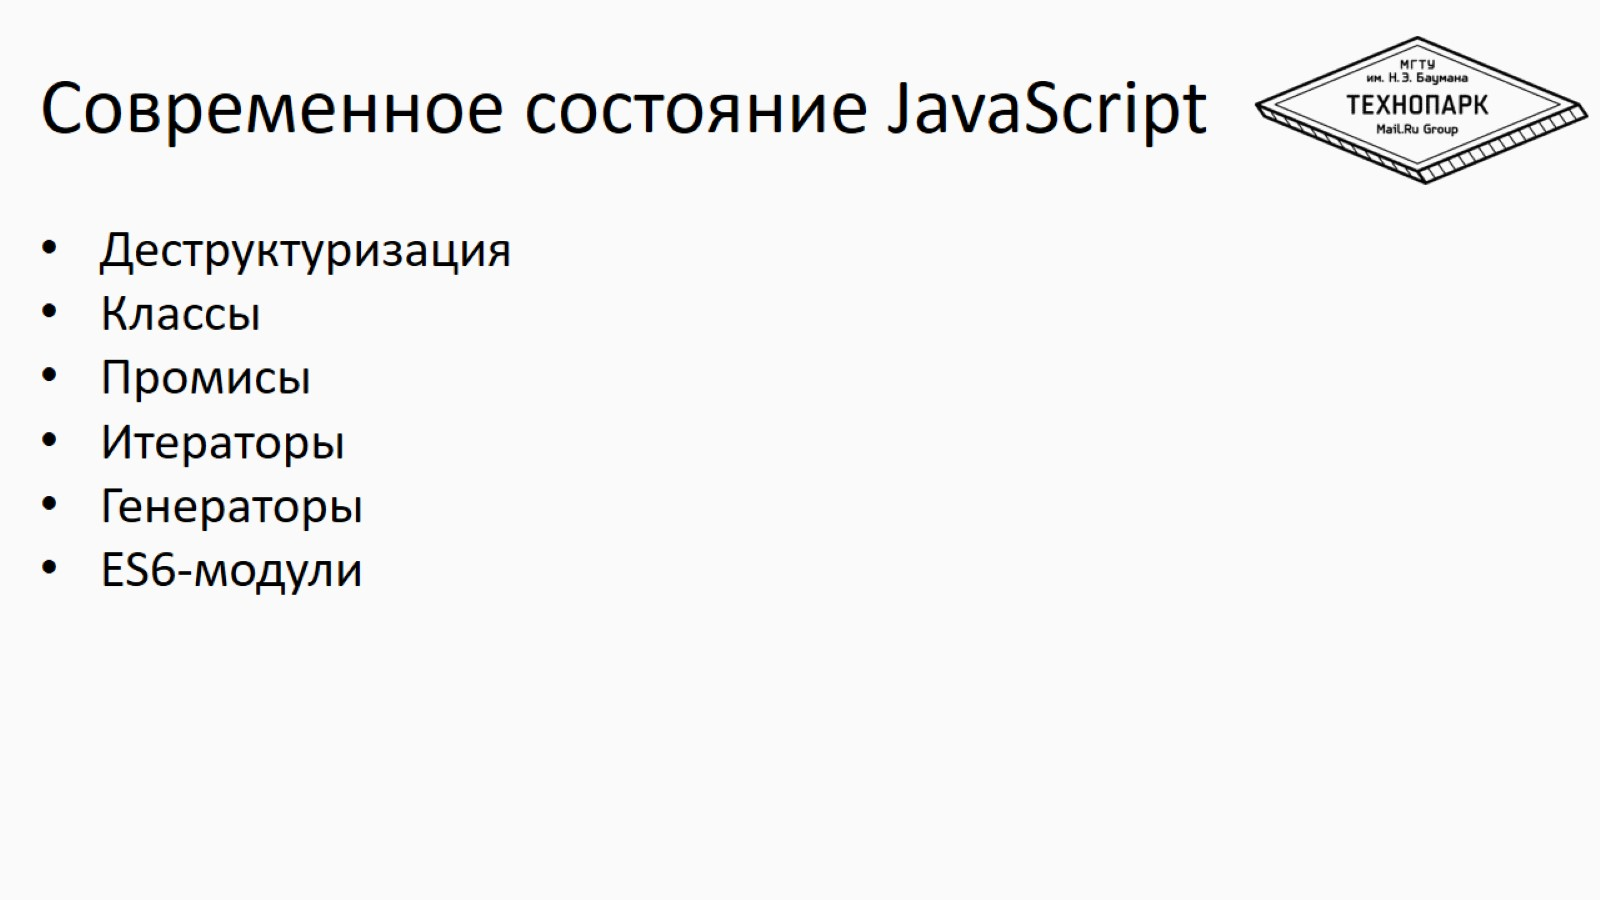 Современное состояние JavaScript
МГТУ
им. Н.Э. Баумана
ТЕХНОПАРК
Mail.Ru Group
• Деструктуризация
• Классы
• Промисы
• Итераторы
• Генераторы
• ES6-модули